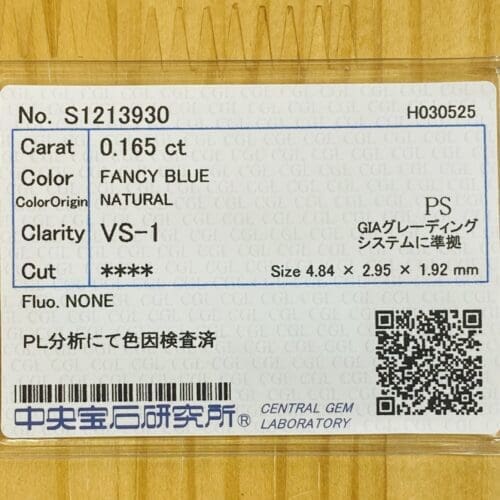 No. S1213930 H030525
Carat 0.165 ct
Color FANCY BLUE
ColorOrigin NATURAL
PS
Clarity VS-1
GIAグレーディング
システムに準拠
Cut **** Size 4.84 × 2.95 × 1.92 mm
Fluo. NONE
PL分析にて色因検査済
中央宝石研究所® CENTRAL GEM
LABORATORY